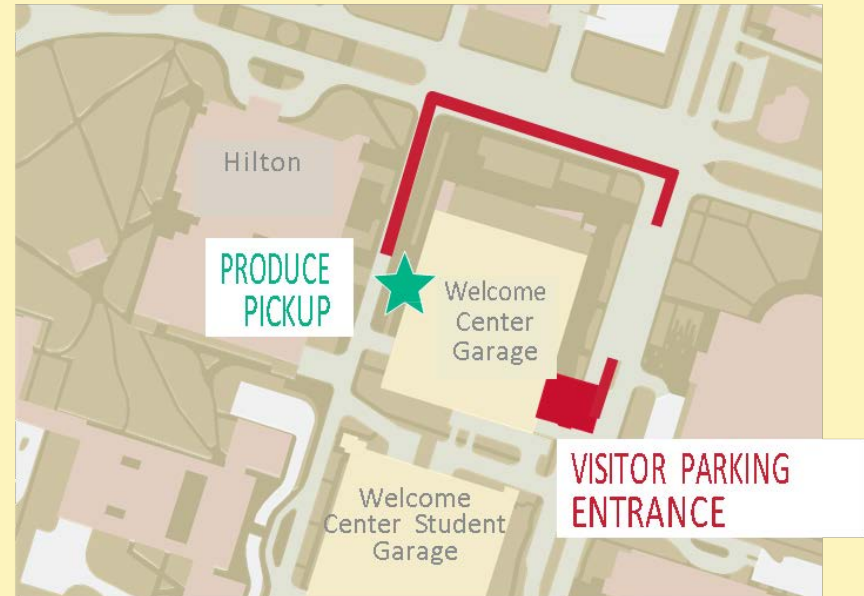 Hilton
PRODUCE
PICKUP
Welcome
Center
Garage
VISITOR PARKING
ENTRANCE
Welcome
Center Student
Garage